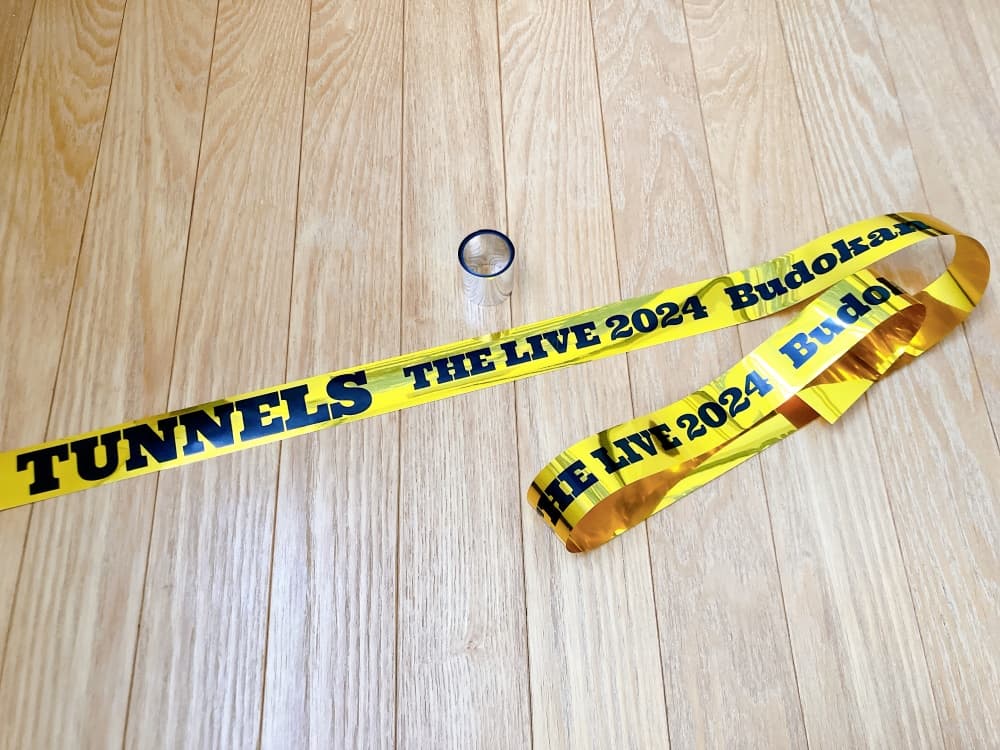 TUNNELS THE LIVE 2024 Budokan
THE LIVE 2024 Budo